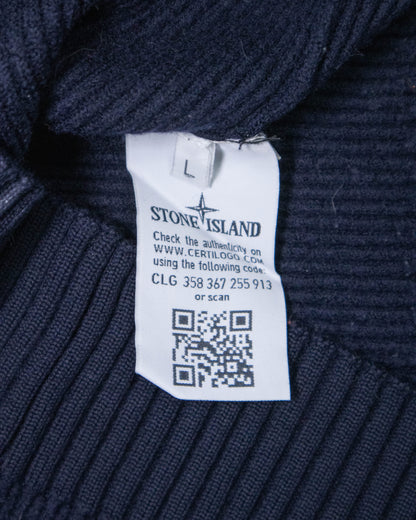 L
STONE ISLAND
Check the authenticity on
WWW.CERTILOGO.COM
using the following code:
CLG 358 367 255 913
or scan